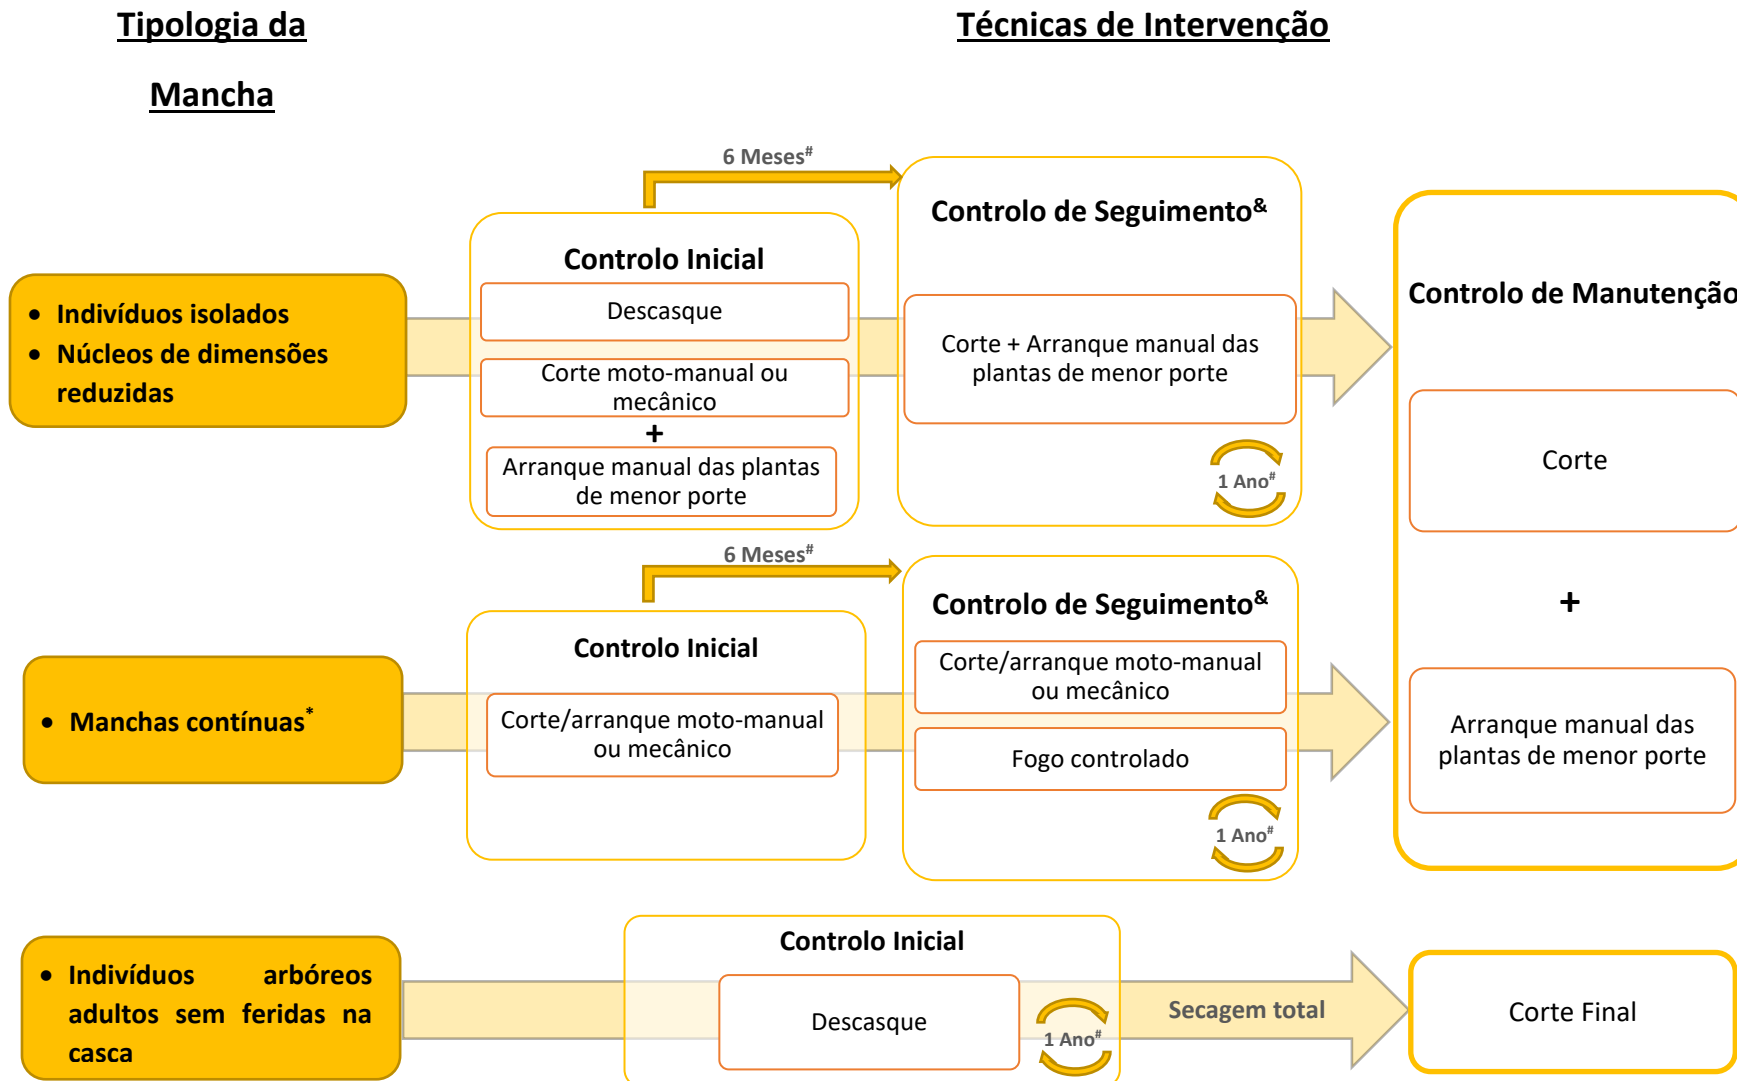 Tipologia da
Mancha
Técnicas de Intervenção
6 Meses#
Controlo Inicial
Controlo de Seguimento&
Controlo de Manutenção
• Indivíduos isolados
• Núcleos de dimensões
reduzidas
Descasque
Corte moto-manual ou
mecânico
+
Arranque manual das plantas
de menor porte
Corte + Arranque manual das
plantas de menor porte
1 Ano#
Corte
+
Arranque manual das
plantas de menor porte
6 Meses#
Controlo Inicial
Controlo de Seguimento&
• Manchas contínuas*
Corte/arranque moto-manual
ou mecânico
Corte/arranque moto-manual
ou mecânico
Fogo controlado
1 Ano#
• Indivíduos arbóreos
adultos sem feridas na
casca
Controlo Inicial
Descasque
1 Ano#
Secagem total
Corte Final